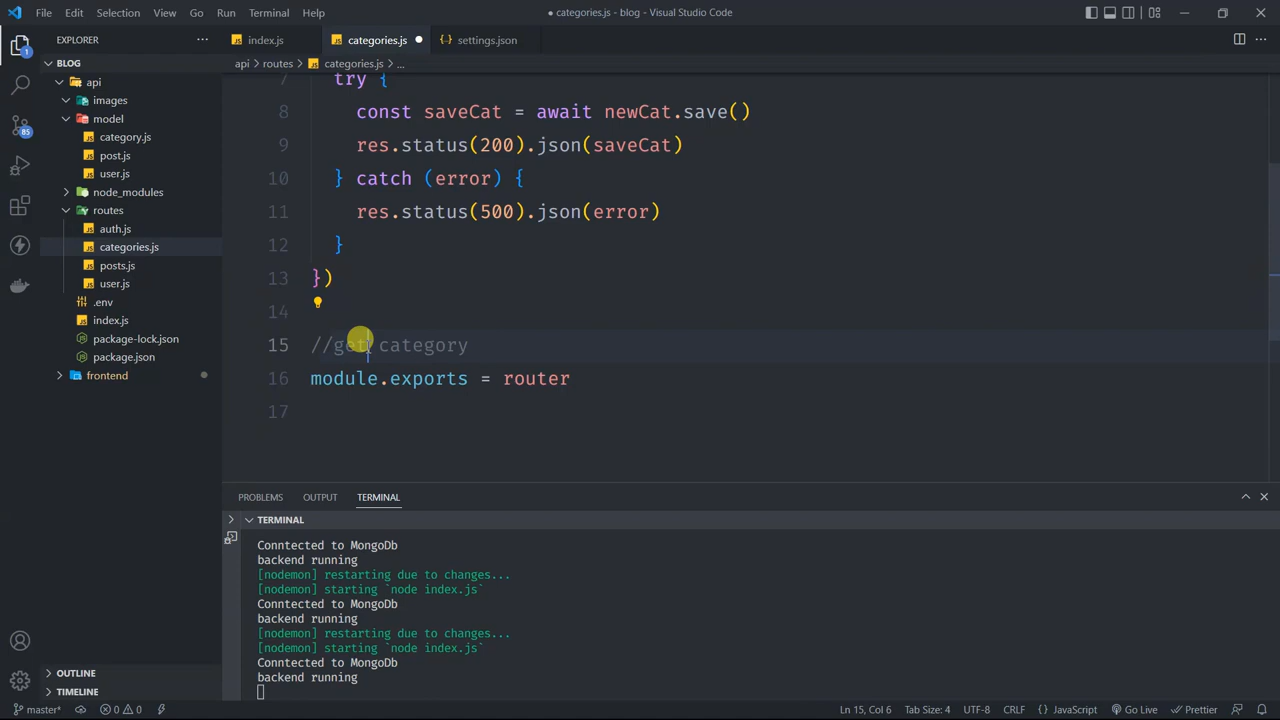 File Edit Selection View Go Run Terminal Help
● categories.js - blog - Visual Studio Code
EXPLORER
BLOG
api
images
model
category.js
post.js
user.js
node_modules
routes
auth.js
categories.js
posts.js
user.js
.env
index.js
package-lock.json
package.json
frontend
OUTLINE
TIMELINE
1
85
index.js
categories.js
settings.json
api > routes > categories.js > ...
7 try {
8 const saveCat = await newCat.save()
9 res.status(200).json(saveCat)
10 } catch (error) {
11 res.status(500).json(error)
12 }
13 })
14
15 //get category
16 module.exports = router
17
PROBLEMS OUTPUT TERMINAL
TERMINAL
Conntected to MongoDb
backend running
[nodemon] restarting due to changes...
[nodemon] starting `node index.js`
Conntected to MongoDb
backend running
[nodemon] restarting due to changes...
[nodemon] starting `node index.js`
Conntected to MongoDb
backend running
master* 0 0 Ln 15, Col 6 Tab Size: 4 UTF-8 CRLF {} JavaScript Go Live Prettier